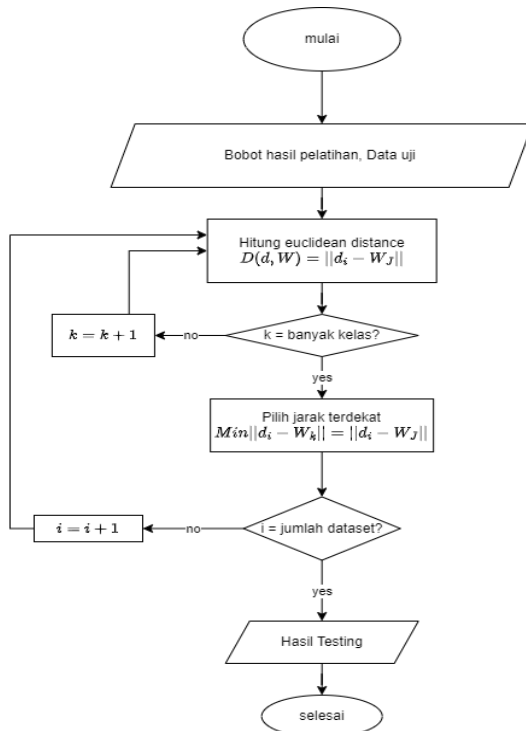 mulai
Bobot hasil pelatihan, Data uji
Hitung euclidean distance
D(d, W) = ||d_i − W_J||
k = k + 1
no
k = banyak kelas?
yes
Pilih jarak terdekat
Min||d_i − W_k|| = ||d_i − W_J||
i = i + 1
no
i = jumlah dataset?
yes
Hasil Testing
selesai